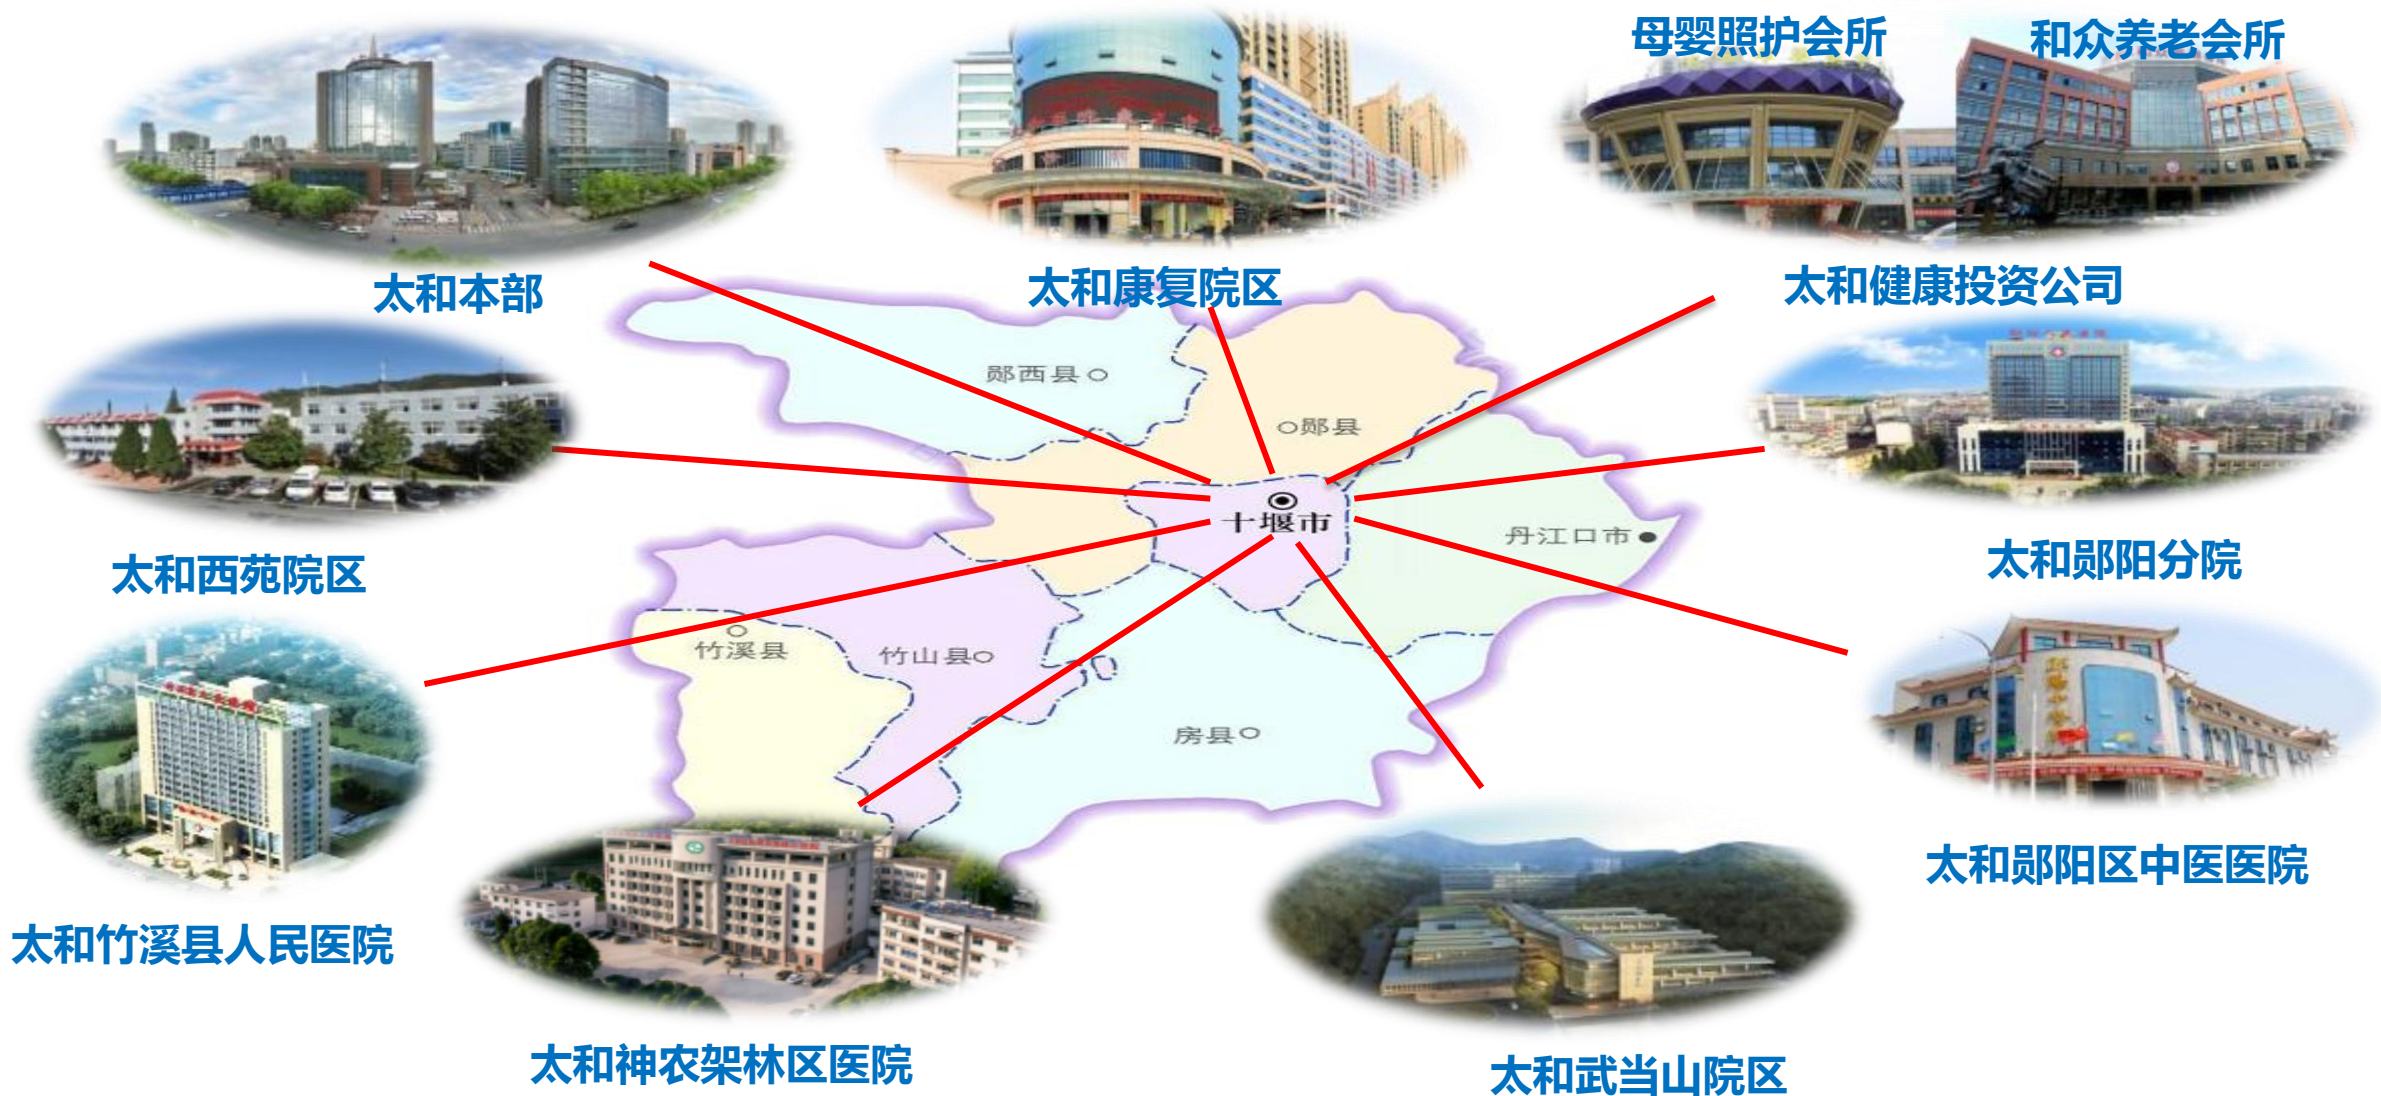 母婴照护会所
和众养老会所
太和本部
太和康复院区
太和健康投资公司
郧西县
郧县
十堰市
丹江口市
太和西苑院区
太和郧阳分院
竹溪县
竹山县
房县
太和郧阳区中医医院
太和竹溪县人民医院
太和神农架林区医院
太和武当山院区